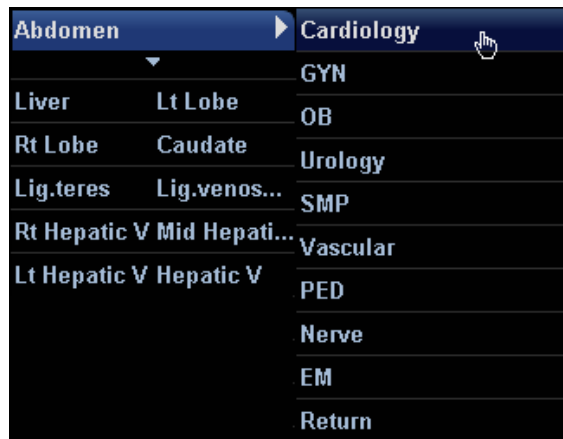 Abdomen
Liver Lt Lobe
Rt Lobe Caudate
Lig.teres Lig.venos...
Rt Hepatic V Mid Hepati...
Lt Hepatic V Hepatic V
Cardiology
GYN
OB
Urology
SMP
Vascular
PED
Nerve
EM
Return